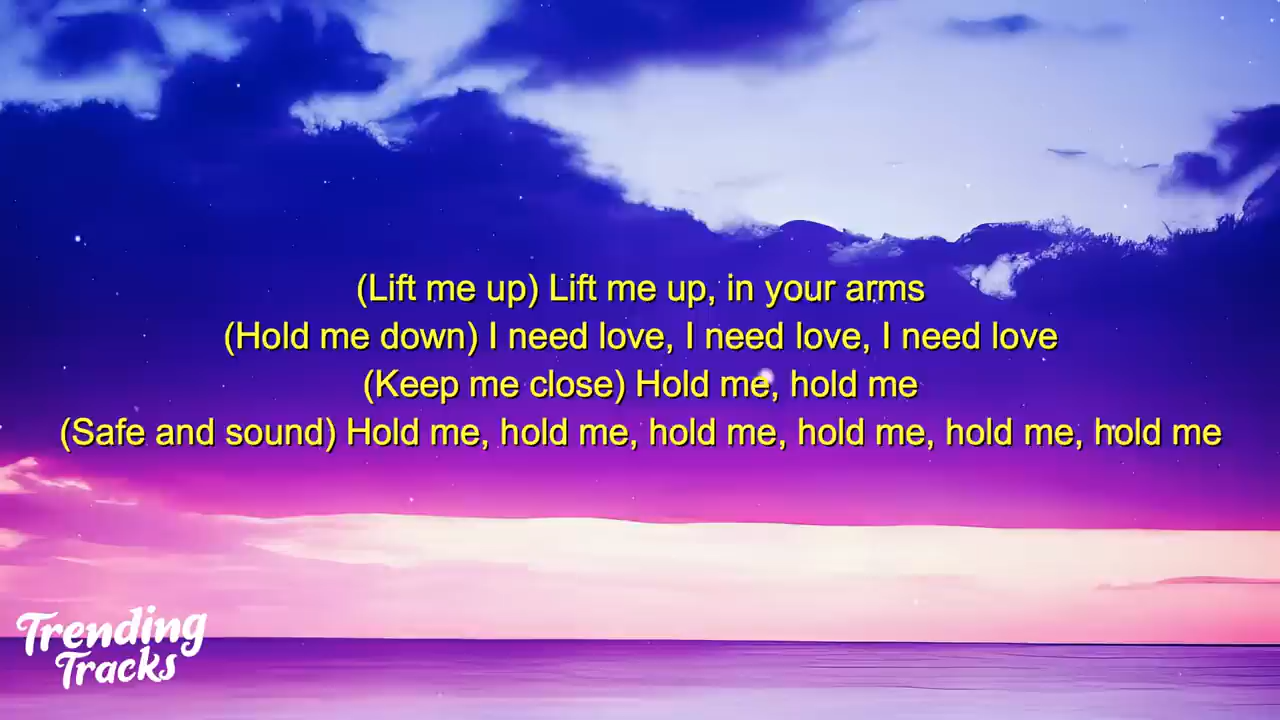 (Lift me up) Lift me up, in your arms
(Hold me down) I need love, I need love, I need love
(Keep me close) Hold me, hold me
(Safe and sound) Hold me, hold me, hold me, hold me, hold me, hold me
Trending
Tracks